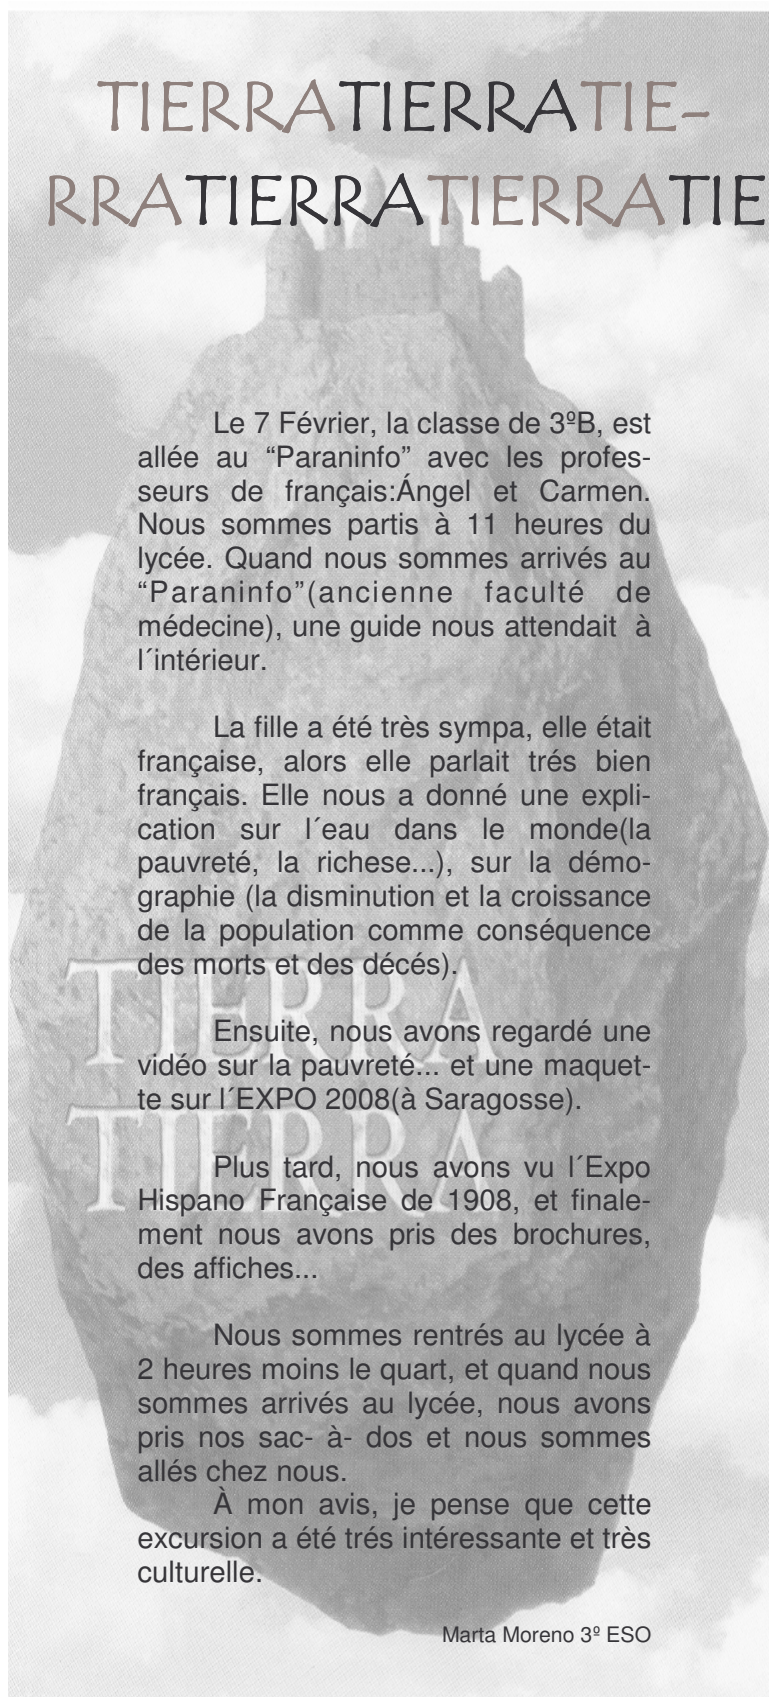 TIERRATIERRATIE-
RRATIERRATIERRATIE
Le 7 Février, la classe de 3ºB, est
allée au “Paraninfo” avec les profes-
seurs de français:Ángel et Carmen.
Nous sommes partis à 11 heures du
lycée. Quand nous sommes arrivés au
“Paraninfo”(ancienne faculté de
médecine), une guide nous attendait à
l´intérieur.
La fille a été très sympa, elle était
française, alors elle parlait trés bien
français. Elle nous a donné une expli-
cation sur l´eau dans le monde(la
pauvreté, la richese...), sur la démo-
graphie (la disminution et la croissance
de la population comme conséquence
des morts et des décés).
TIERRA
Ensuite, nous avons regardé une
vidéo sur la pauvreté... et une maquet-
te sur l´EXPO 2008(à Saragosse).
TIERRA
Plus tard, nous avons vu l´Expo
Hispano Française de 1908, et finale-
ment nous avons pris des brochures,
des affiches...
Nous sommes rentrés au lycée à
2 heures moins le quart, et quand nous
sommes arrivés au lycée, nous avons
pris nos sac- à- dos et nous sommes
allés chez nous.
À mon avis, je pense que cette
excursion a été trés intéressante et très
culturelle.
Marta Moreno 3º ESO